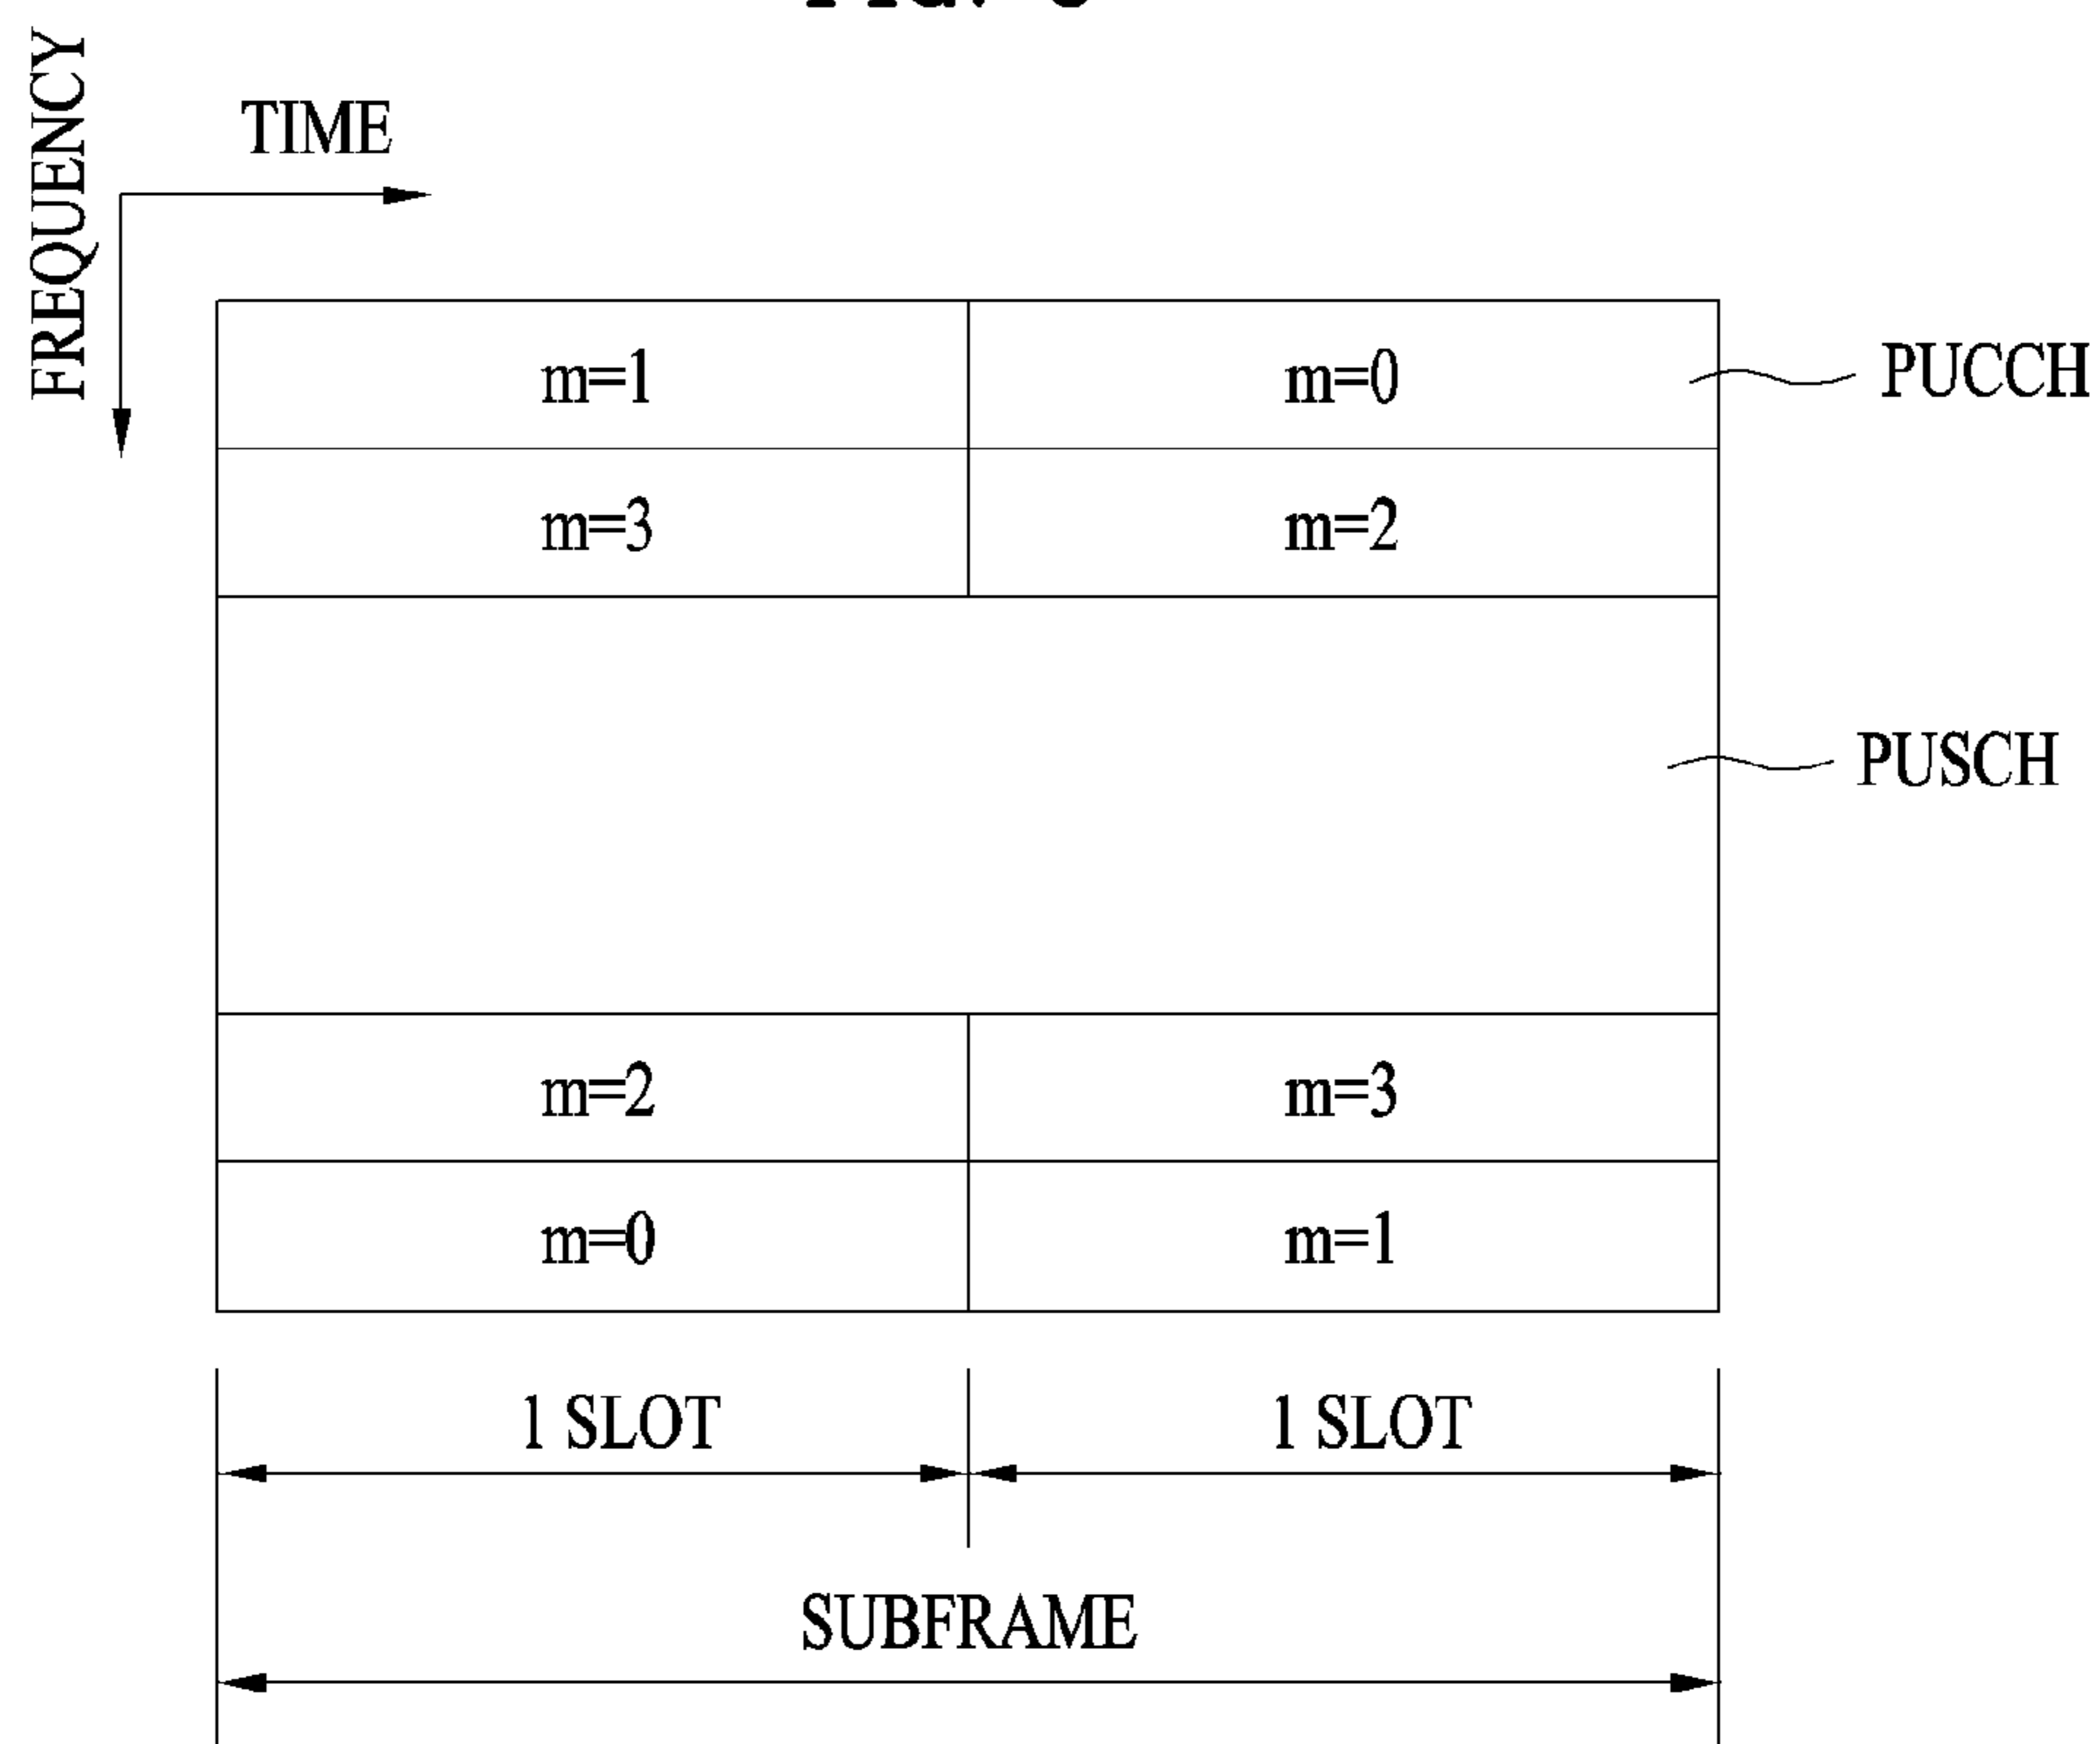 FREQUENCY
TIME
m=1 m=0 PUCCH
m=3 m=2
PUSCH
m=2 m=3
m=0 m=1
1 SLOT 1 SLOT
SUBFRAME